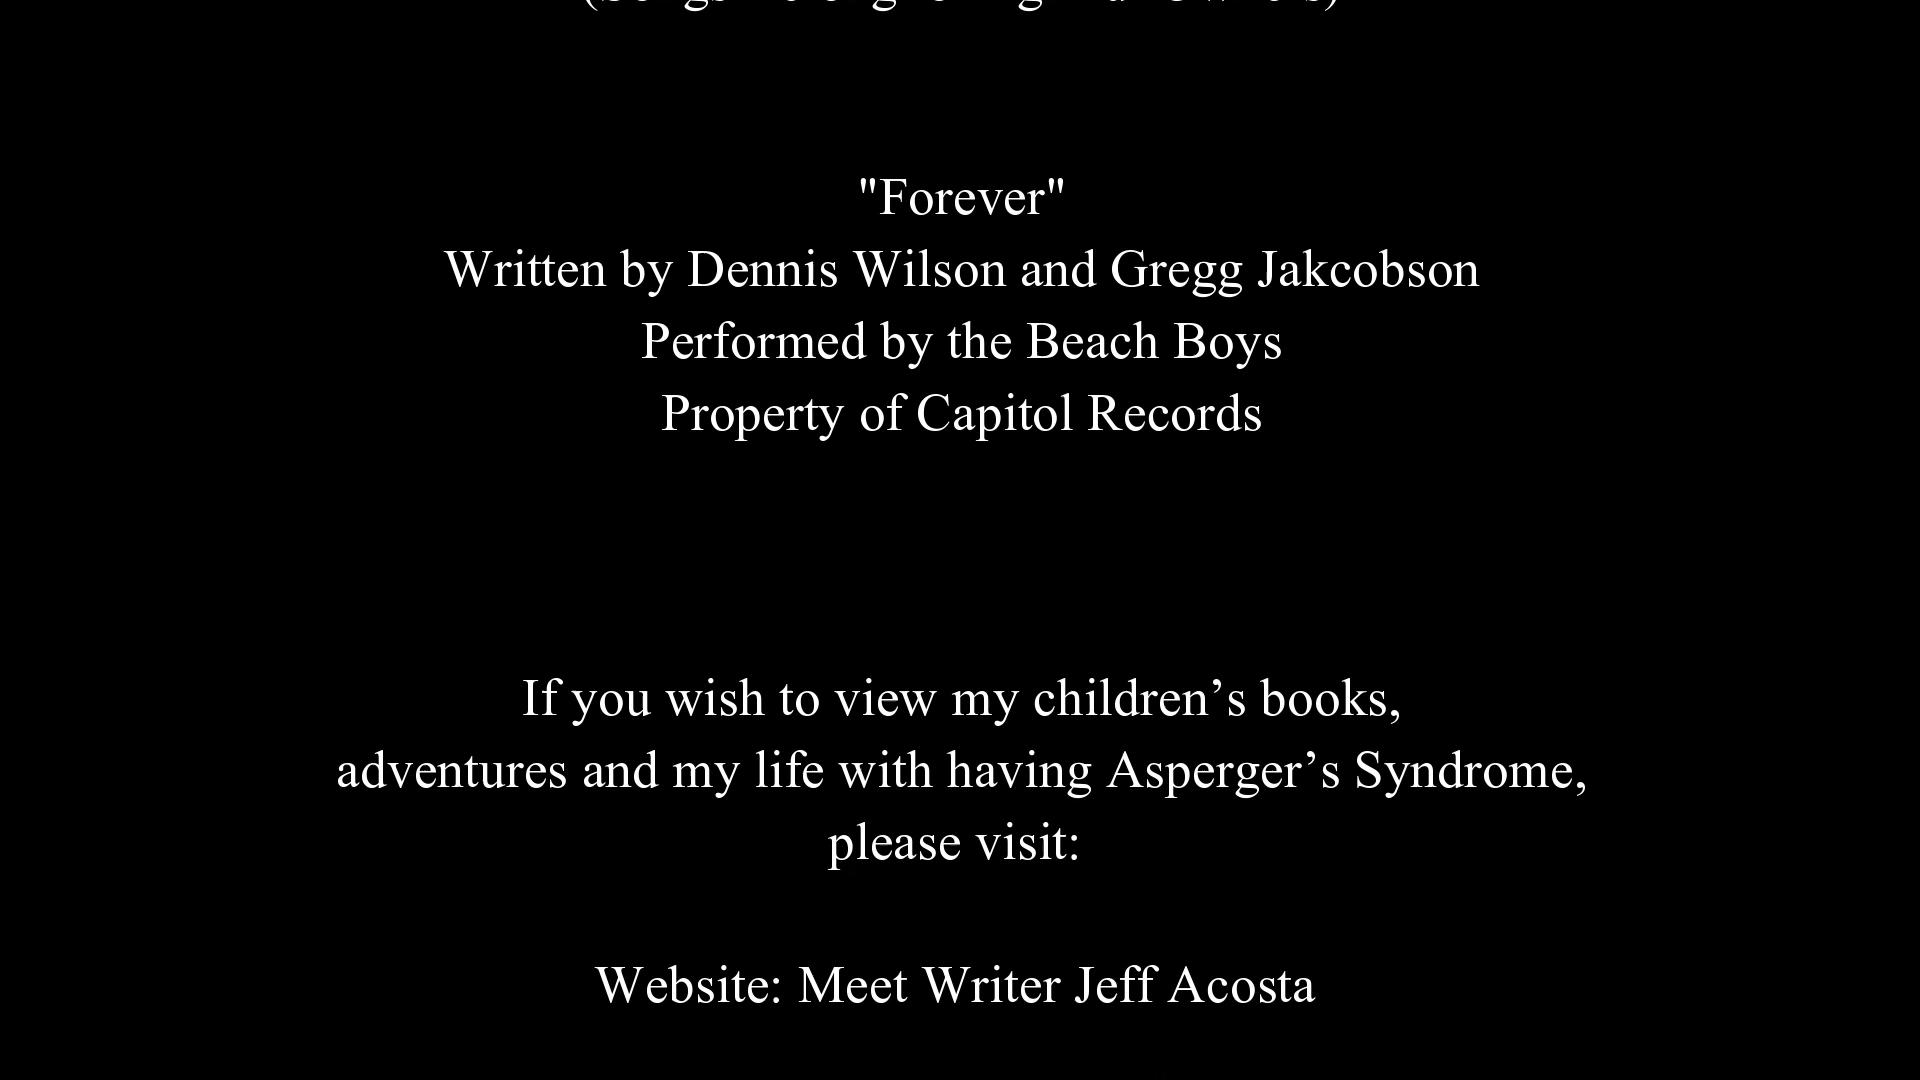 "Forever"
Written by Dennis Wilson and Gregg Jakcobson
Performed by the Beach Boys
Property of Capitol Records
If you wish to view my children’s books,
adventures and my life with having Asperger’s Syndrome,
please visit:
Website: Meet Writer Jeff Acosta